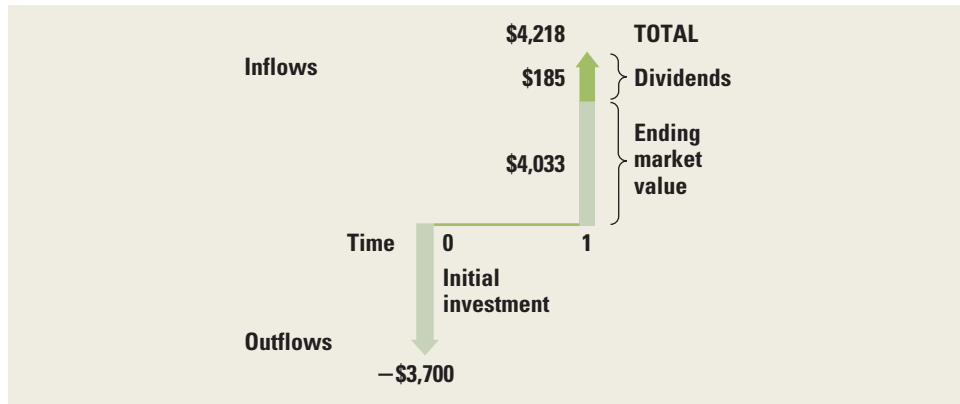 $4,218 TOTAL
Inflows
$185 Dividends
Ending
$4,033 market
value
Time 0 1
Initial
investment
Outflows
−$3,700